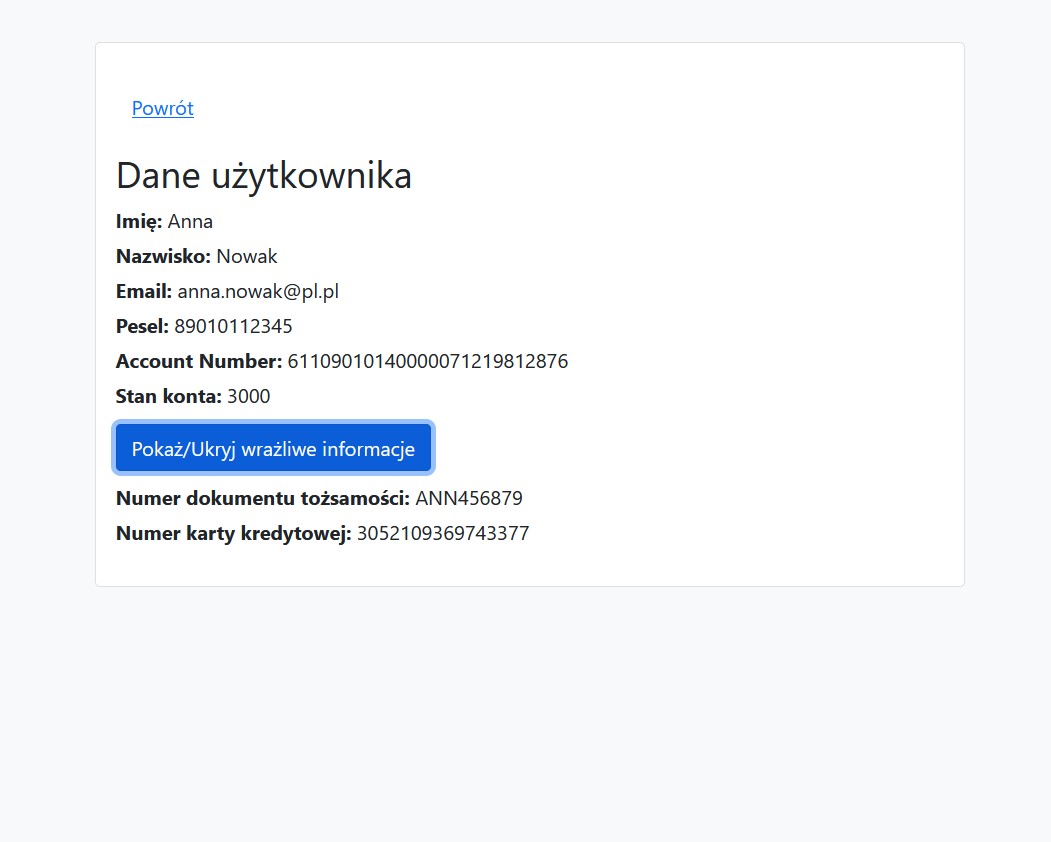 Powrót
Dane użytkownika
Imię: Anna
Nazwisko: Nowak
Email: anna.nowak@pl.pl
Pesel: 89010112345
Account Number: 61109010140000071219812876
Stan konta: 3000
Pokaż/Ukryj wrażliwe informacje
Numer dokumentu tożsamości: ANN456879
Numer karty kredytowej: 3052109369743377